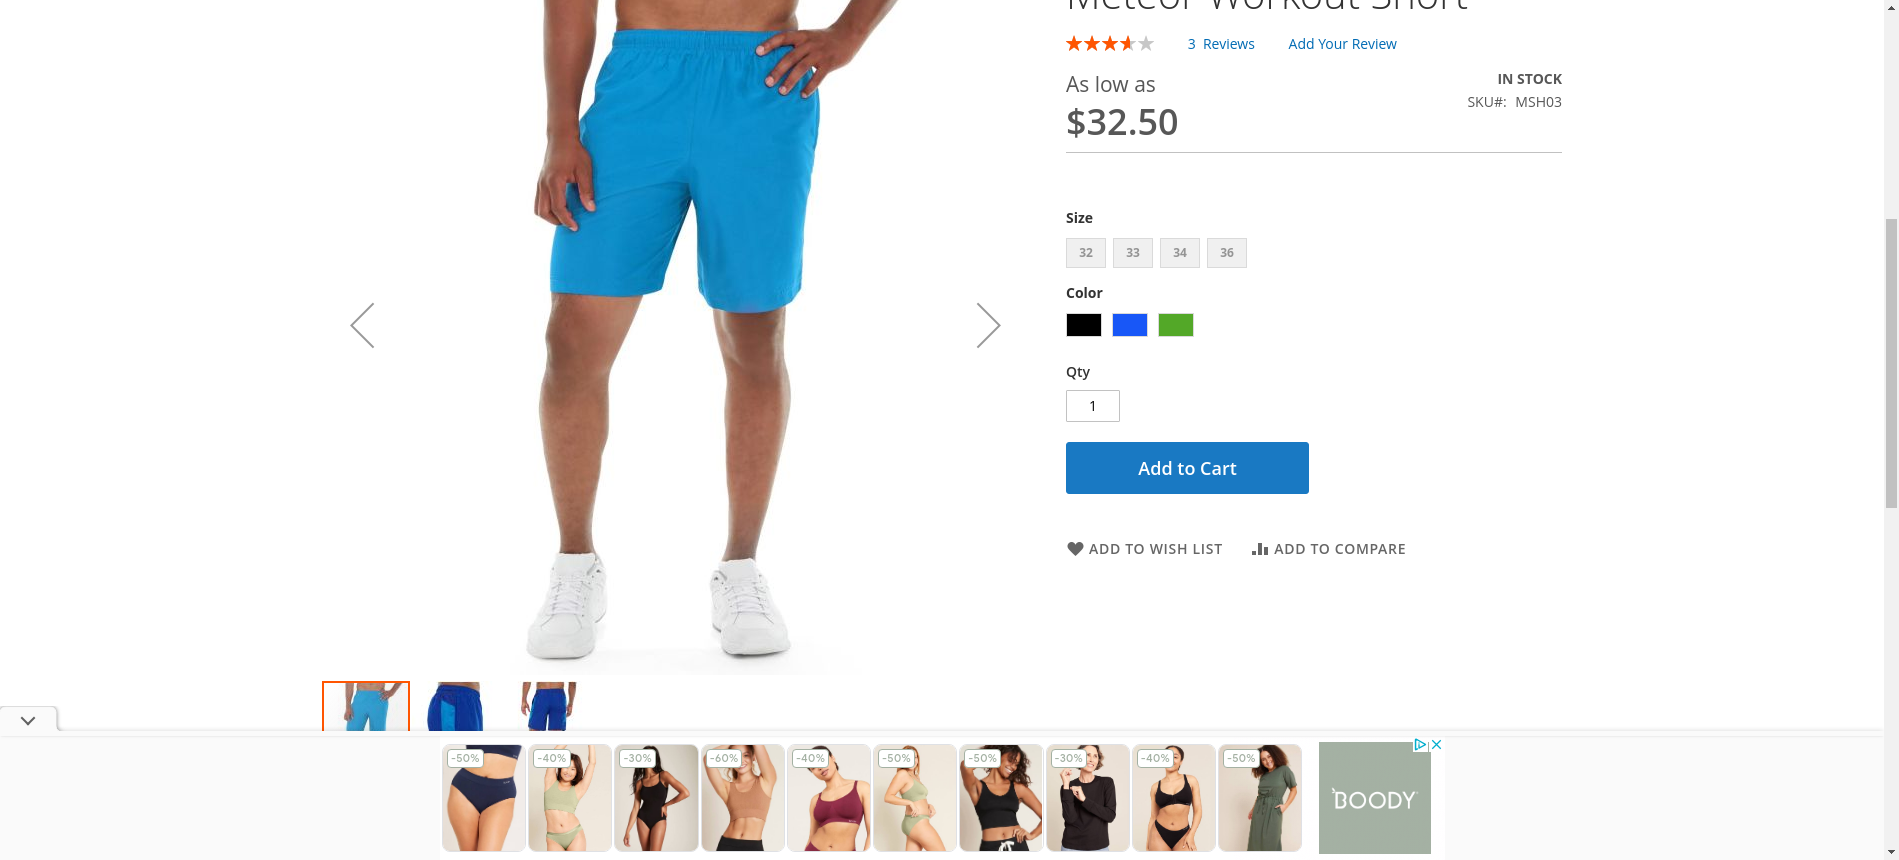 Meteor Workout Short
3 Reviews Add Your Review
As low as
$32.50
IN STOCK
SKU#: MSH03
Size
32 33 34 36
Color
Qty
1
Add to Cart
ADD TO WISH LIST ADD TO COMPARE
-50% -40% -30% -60% -40% -50% -50% -30% -40% -50%
BOODY